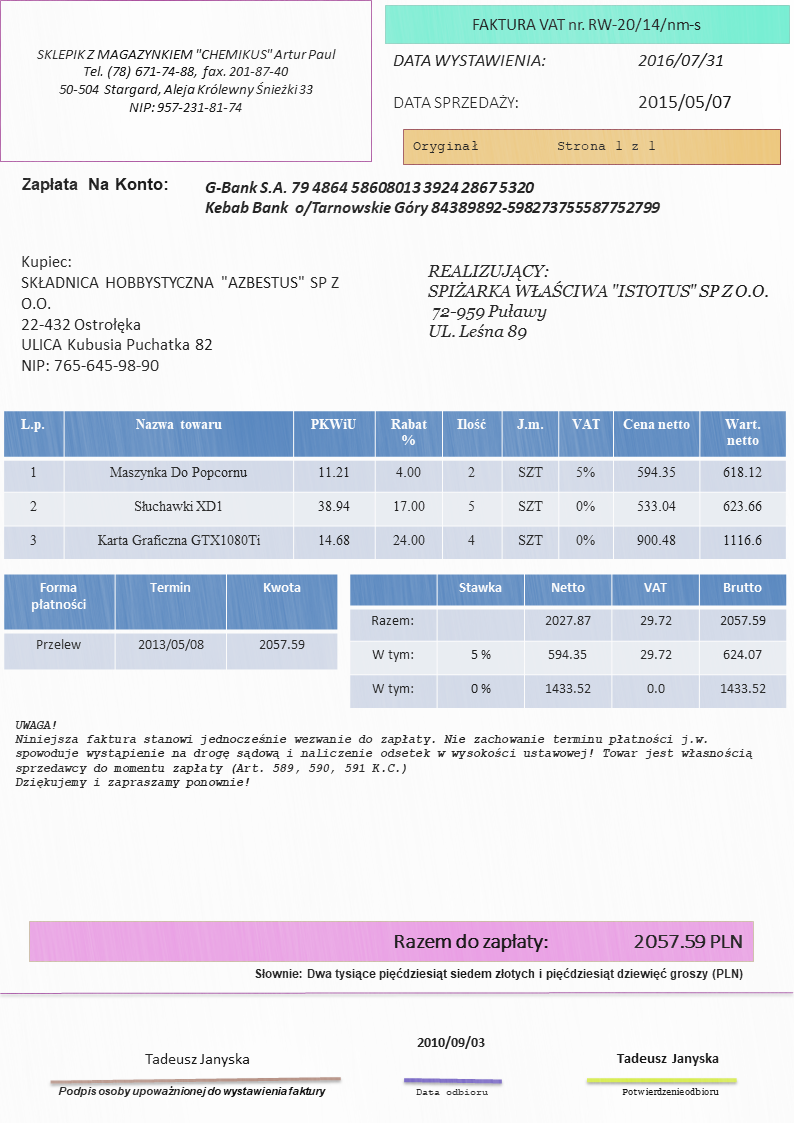 SKLEPIK Z MAGAZYNKIEM "CHEMIKUS" Artur Paul
Tel. (78) 671-74-88, fax. 201-87-40
50-504 Stargard, Aleja Królewny Śnieżki 33
NIP: 957-231-81-74
FAKTURA VAT nr. RW-20/14/nm-s
DATA WYSTAWIENIA: 2016/07/31
DATA SPRZEDAŻY: 2015/05/07
Oryginał Strona 1 z 1
Zapłata Na Konto: G-Bank S.A. 79 4864 58608013 3924 2867 5320
Kebab Bank o/Tarnowskie Góry 84389892-598273755587752799
Kupiec:
SKŁADNICA HOBBYSTYCZNA "AZBESTUS" SP Z
O.O.
22-432 Ostrołęka
ULICA Kubusia Puchatka 82
NIP: 765-645-98-90
REALIZUJĄCY:
SPIŻARKA WŁAŚCIWA "ISTOTUS" SP Z O.O.
72-959 Puławy
UL. Leśna 89
L.p. Nazwa towaru PKWiU Rabat % Ilość J.m. VAT Cena netto Wart. netto
1 Maszynka Do Popcornu 11.21 4.00 2 SZT 5% 594.35 618.12
2 Słuchawki XD1 38.94 17.00 5 SZT 0% 533.04 623.66
3 Karta Graficzna GTX1080Ti 14.68 24.00 4 SZT 0% 900.48 1116.6
Forma płatności Termin Kwota
Przelew 2013/05/08 2057.59
Stawka Netto VAT Brutto
Razem: 2027.87 29.72 2057.59
W tym: 5 % 594.35 29.72 624.07
W tym: 0 % 1433.52 0.0 1433.52
UWAGA!
Niniejsza faktura stanowi jednocześnie wezwanie do zapłaty. Nie zachowanie terminu płatności j.w.
spowoduje wystąpienie na drogę sądową i naliczenie odsetek w wysokości ustawowej! Towar jest własnością
sprzedawcy do momentu zapłaty (Art. 589, 590, 591 K.C.)
Dziękujemy i zapraszamy ponownie!
Razem do zapłaty: 2057.59 PLN
Słownie: Dwa tysiące pięćdziesiąt siedem złotych i pięćdziesiąt dziewięć groszy (PLN)
Tadeusz Janyska
Podpis osoby upoważnionej do wystawienia faktury
2010/09/03
Data odbioru
Tadeusz Janyska
Potwierdzenie odbioru